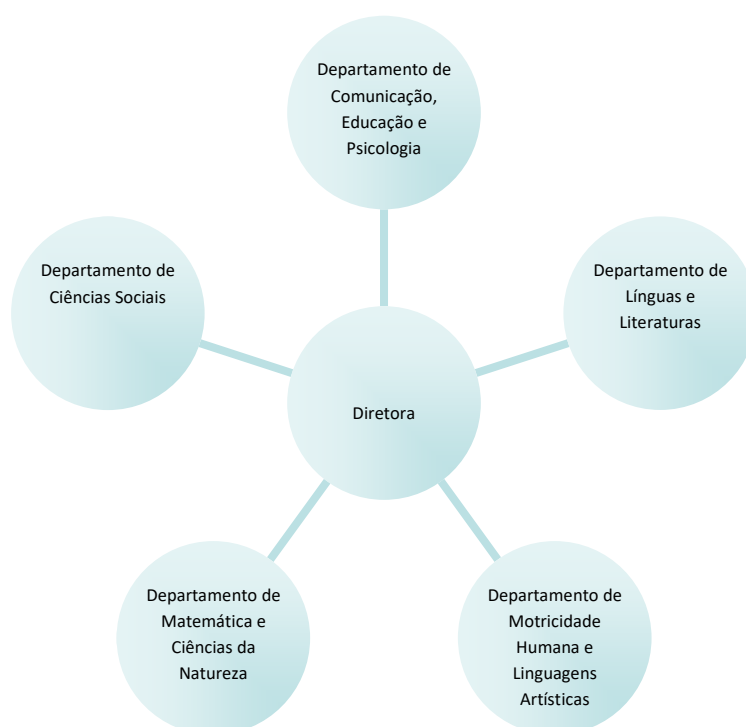 Departamento de
Comunicação,
Educação e
Psicologia
Departamento de
Ciências Sociais
Departamento de
Línguas e
Literaturas
Diretora
Departamento de
Matemática e
Ciências da
Natureza
Departamento de
Motricidade
Humana e
Linguagens
Artísticas